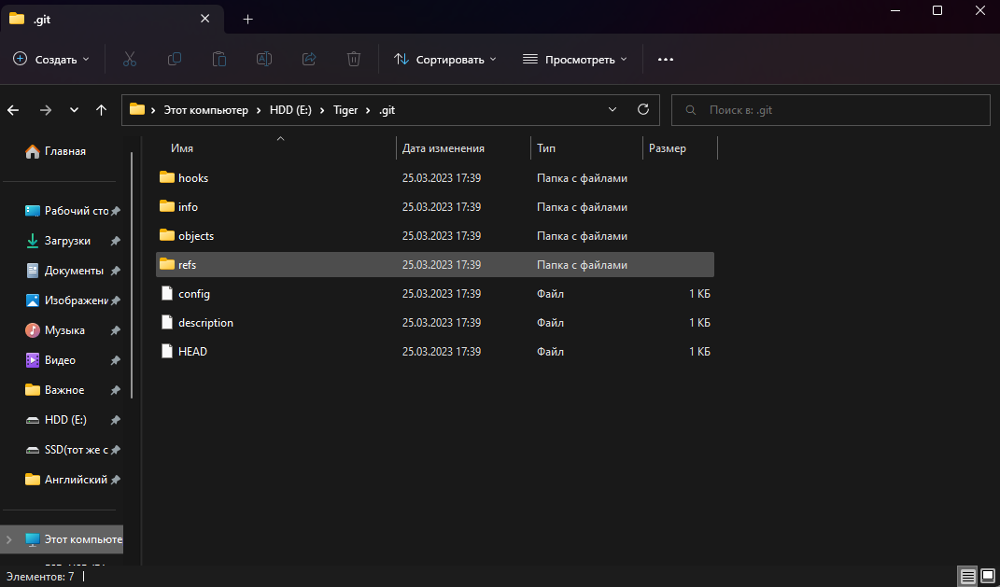 .git
Создать
Сортировать
Просмотреть
Этот компьютер
HDD (E:)
Tiger
.git
Поиск в: .git
Имя Дата изменения Тип Размер
hooks 25.03.2023 17:39 Папка с файлами
info 25.03.2023 17:39 Папка с файлами
objects 25.03.2023 17:39 Папка с файлами
refs 25.03.2023 17:39 Папка с файлами
config 25.03.2023 17:39 Файл 1 КБ
description 25.03.2023 17:39 Файл 1 КБ
HEAD 25.03.2023 17:39 Файл 1 КБ
Главная
Рабочий сто
Загрузки
Документы
Изображени
Музыка
Видео
Важное
HDD (E:)
SSD(тот же с
Английский
Этот компьюте
Элементов: 7